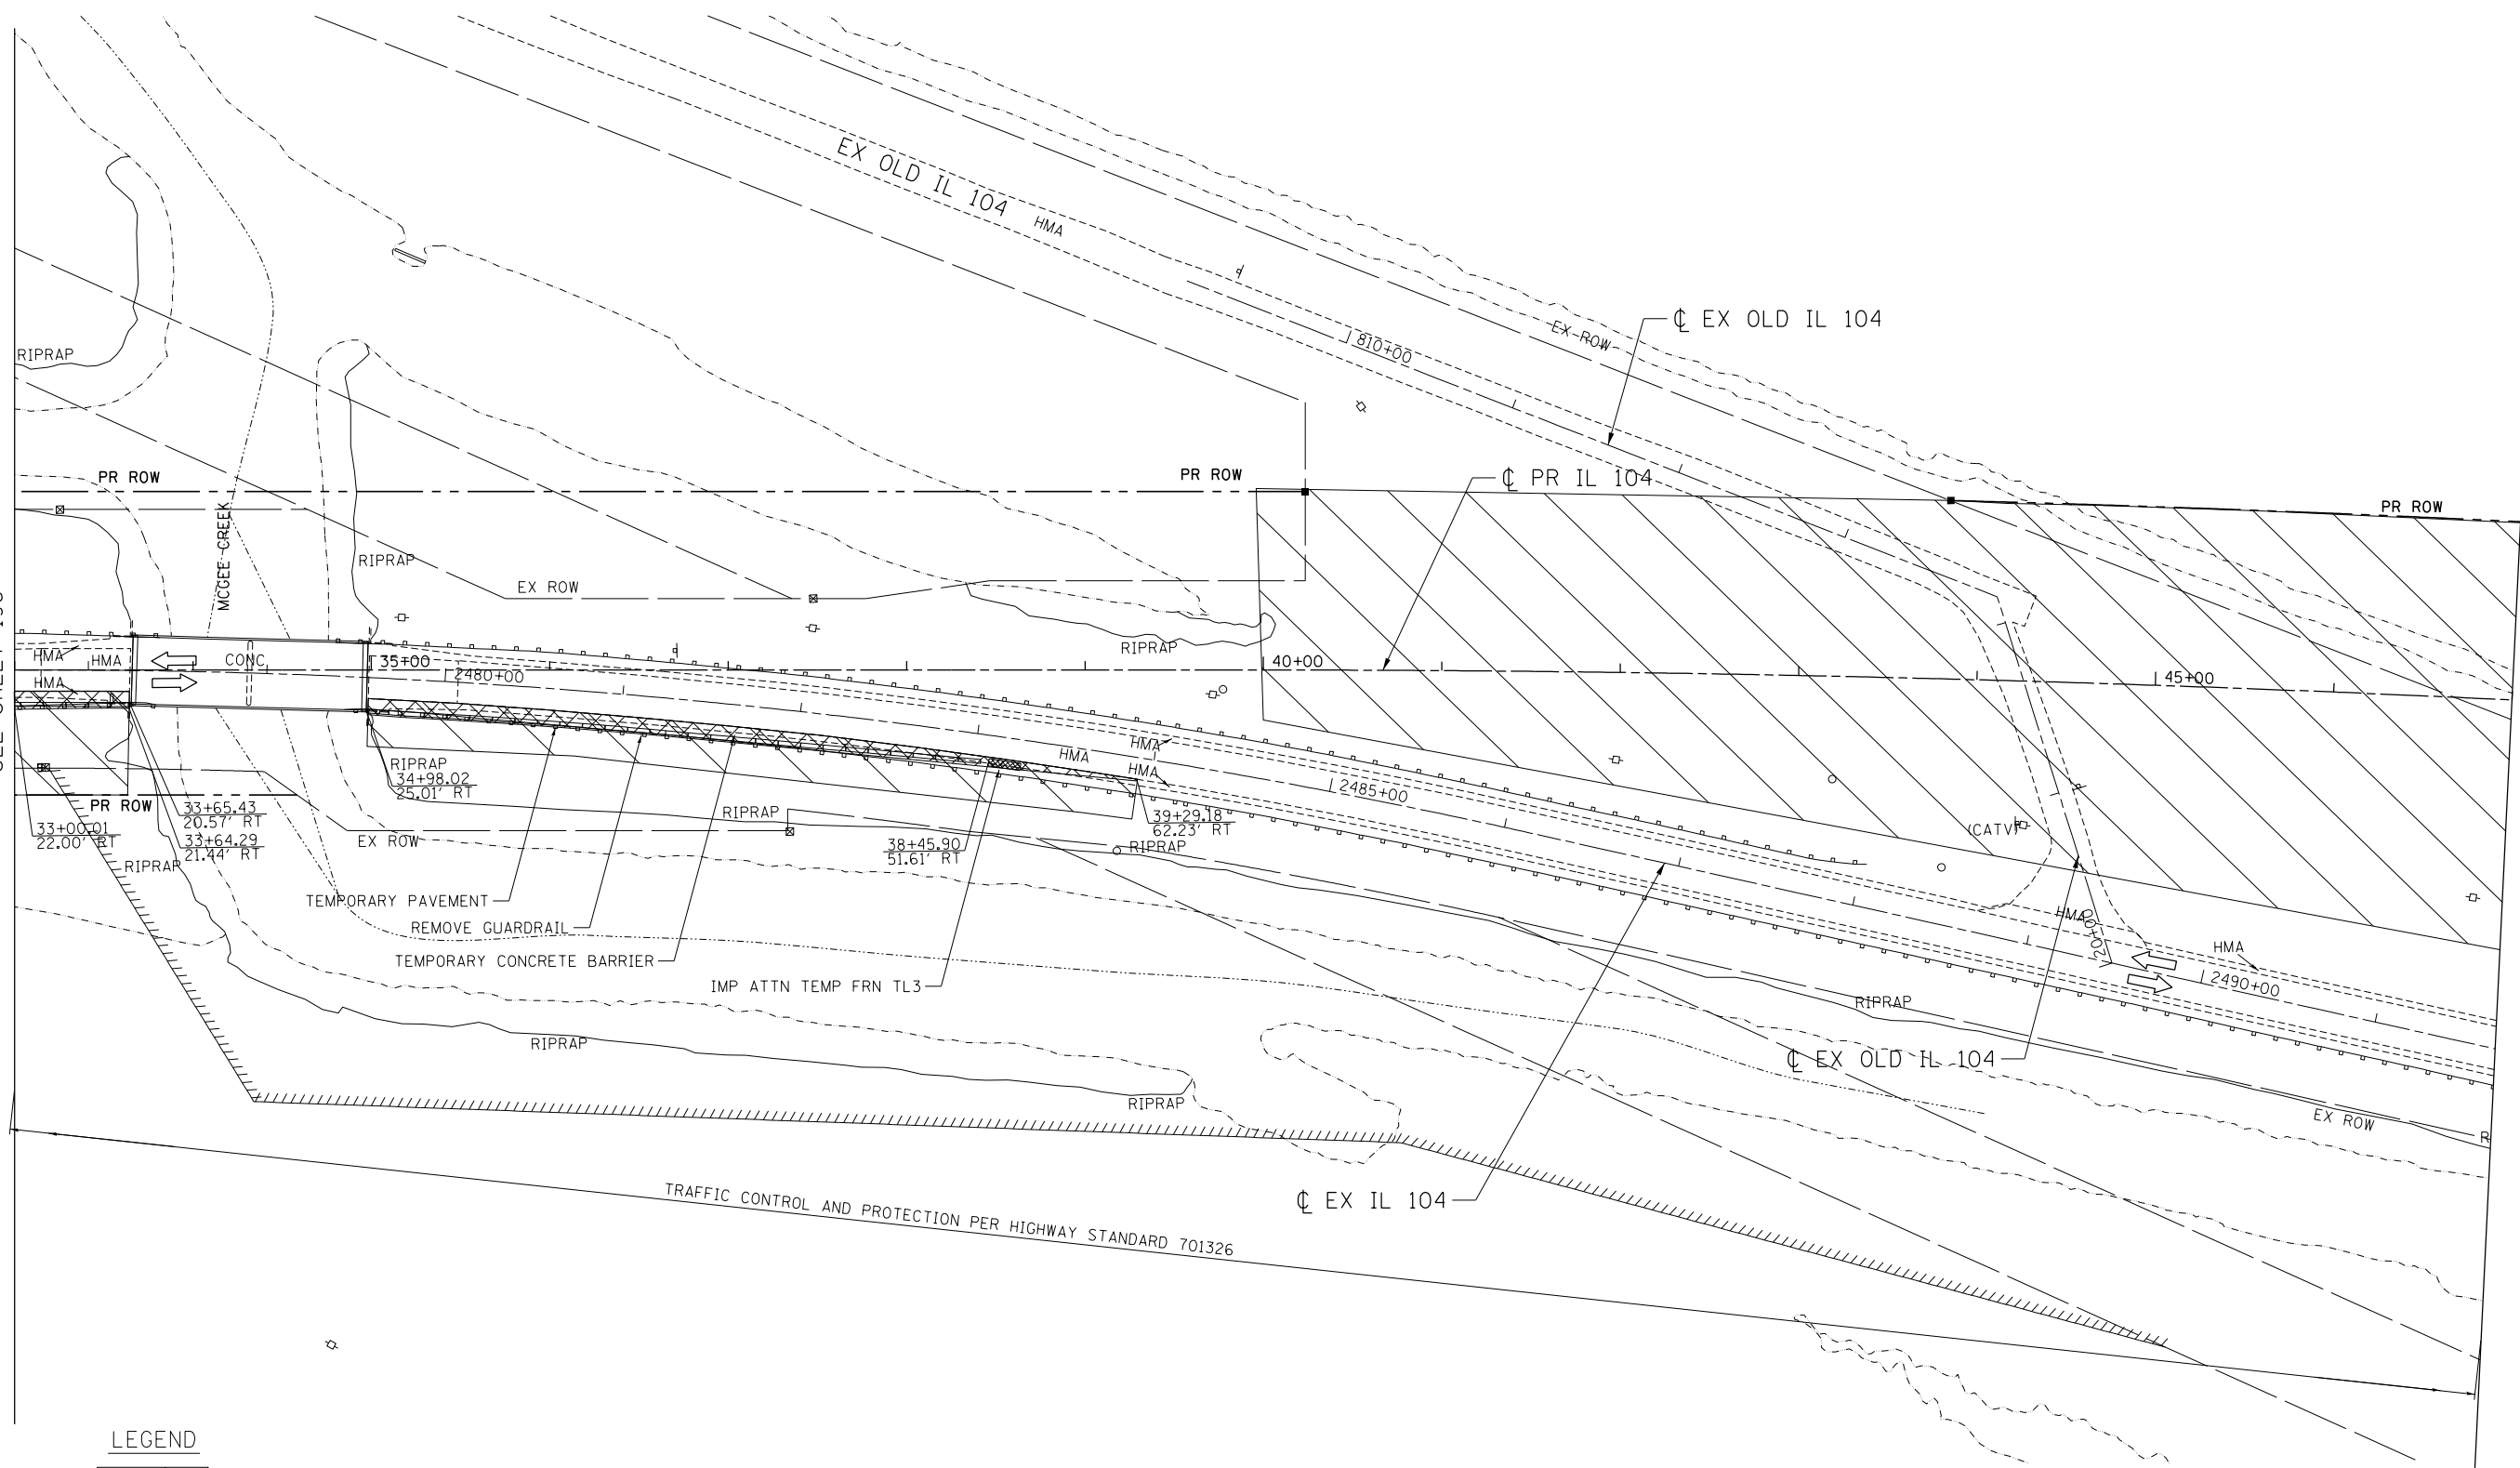 EX OLD IL 104
HMA
℄ EX OLD IL 104
EX ROW
810+00
RIPRAP
PR ROW
PR ROW
℄ PR IL 104
PR ROW
MCGEE CREEK
RIPRAP
EX ROW
RIPRAP
HMA
HMA
HMA
CONC
35+00
40+00
45+00
2480+00
HMA
HMA
HMA
2485+00
RIPRAP
34+98.02
25.01' RT
PR ROW
33+65.43
20.57' RT
33+64.29
21.44' RT
33+00.01
22.00' RT
RIPRAP
EX ROW
RIPRAP
39+29.18
62.23' RT
RIPRAP
38+45.90
51.61' RT
(CATV)
HMA
20+00
HMA
2490+00
TEMPORARY PAVEMENT
REMOVE GUARDRAIL
TEMPORARY CONCRETE BARRIER
IMP ATTN TEMP FRN TL3
RIPRAP
RIPRAP
RIPRAP
℄ EX OLD IL 104
EX ROW
℄ EX IL 104
TRAFFIC CONTROL AND PROTECTION PER HIGHWAY STANDARD 701326
LEGEND